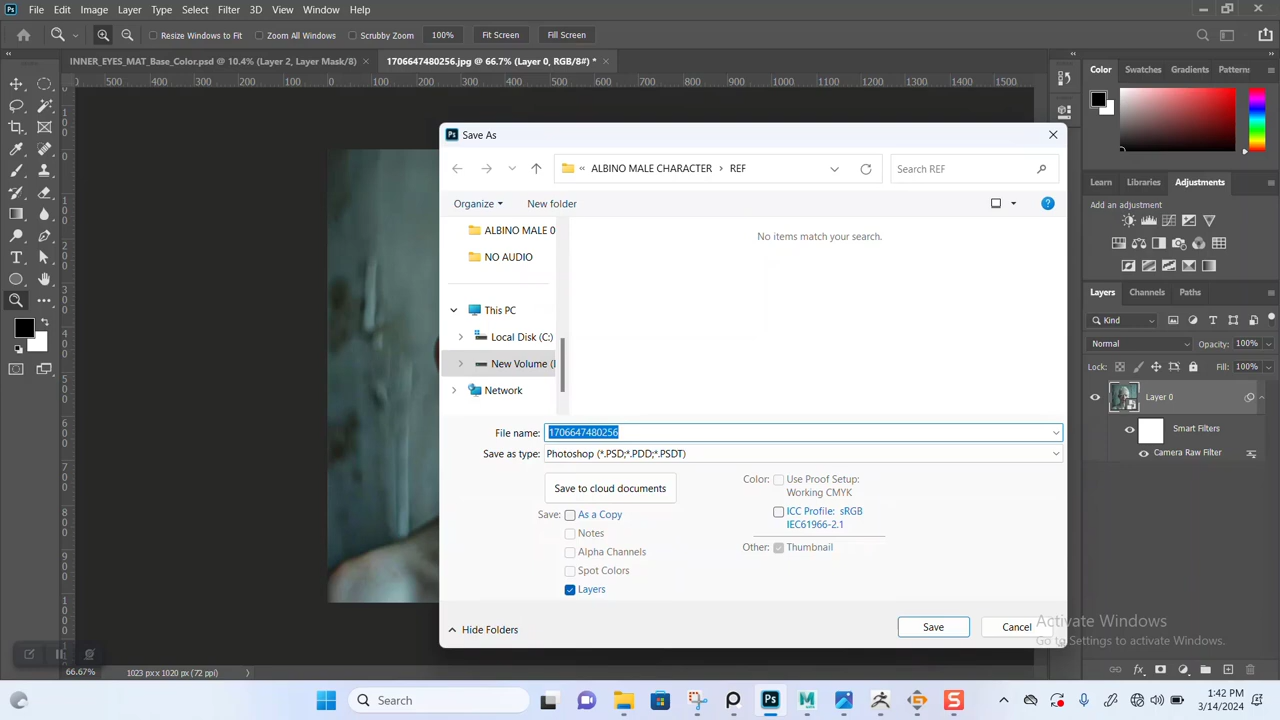 Ps File Edit Image Layer Type Select Filter 3D View Window Help
Resize Windows to Fit Zoom All Windows Scrubby Zoom 100% Fit Screen Fill Screen
INNER_EYES_MAT_Base_Color.psd @ 10.4% (Layer 2, Layer Mask/8) × 1706647480256.jpg @ 66.7% (Layer 0, RGB/8#) * ×
Color Swatches Gradients Patterns
Ps Save As
« ALBINO MALE CHARACTER › REF
Search REF
Organize New folder
ALBINO MALE 0
NO AUDIO
This PC
Local Disk (C:)
New Volume (
Network
No items match your search.
File name: 1706647480256
Save as type: Photoshop (*.PSD;*.PDD;*.PSDT)
Save to cloud documents
Save: As a Copy
Notes
Alpha Channels
Spot Colors
Layers
Color: Use Proof Setup:
Working CMYK
ICC Profile: sRGB
IEC61966-2.1
Other: Thumbnail
Hide Folders
Save
Cancel
Learn Libraries Adjustments
Add an adjustment
Layers Channels Paths
Kind
Normal Opacity: 100%
Lock: Fill: 100%
Layer 0
Smart Filters
Camera Raw Filter
Activate Windows
Go to Settings to activate Windows.
66.67% 1023 px x 1020 px (72 ppi)
Search
Ps
1:42 PM
3/14/2024